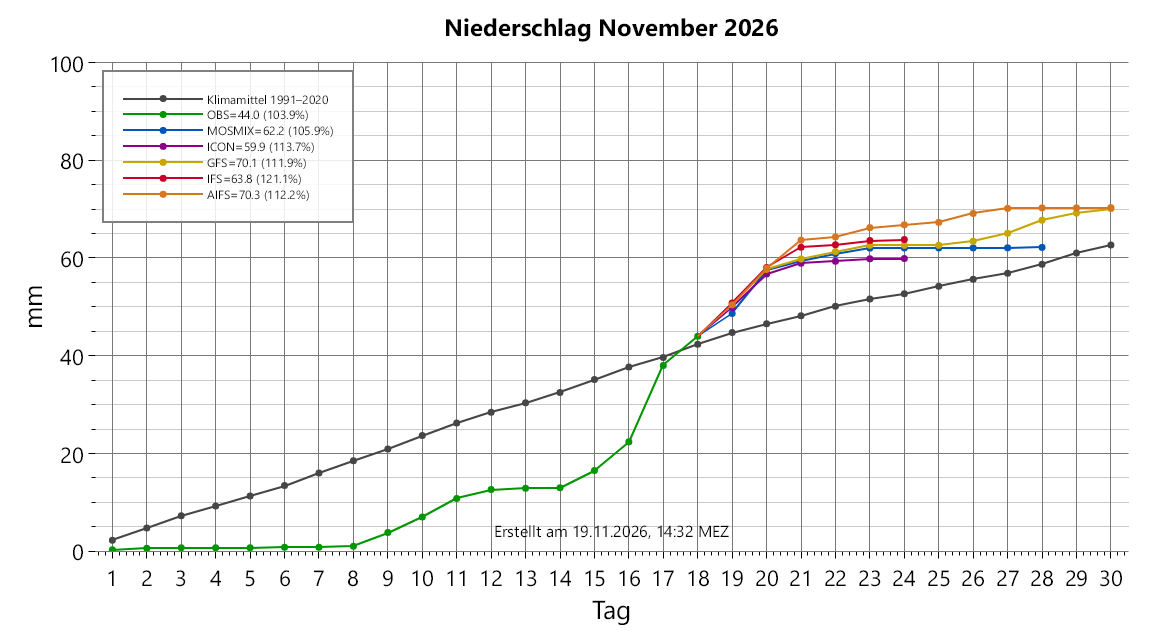 Niederschlag November 2026
100
80
60
40
20
0
mm
Klimamittel 1991–2020
OBS=44.0 (103.9%)
MOSMIX=62.2 (105.9%)
ICON=59.9 (113.7%)
GFS=70.1 (111.9%)
IFS=63.8 (121.1%)
AIFS=70.3 (112.2%)
Erstellt am 19.11.2026, 14:32 MEZ
1 2 3 4 5 6 7 8 9 10 11 12 13 14 15 16 17 18 19 20 21 22 23 24 25 26 27 28 29 30
Tag